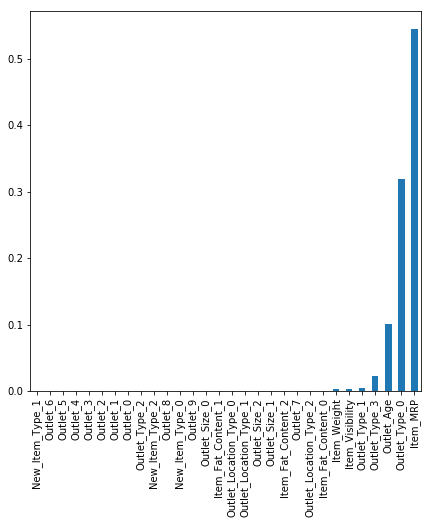 0.5
0.4
0.3
0.2
0.1
0.0
New_Item_Type_1
Outlet_6
Outlet_5
Outlet_4
Outlet_3
Outlet_2
Outlet_1
Outlet_0
Outlet_Type_2
New_Item_Type_2
Outlet_8
New_Item_Type_0
Outlet_9
Outlet_Size_0
Item_Fat_Content_1
Outlet_Location_Type_0
Outlet_Location_Type_1
Outlet_Size_2
Outlet_Size_1
Item_Fat_Content_2
Outlet_7
Outlet_Location_Type_2
Item_Fat_Content_0
Item_Weight
Item_Visibility
Outlet_Type_1
Outlet_Type_3
Outlet_Age
Outlet_Type_0
Item_MRP